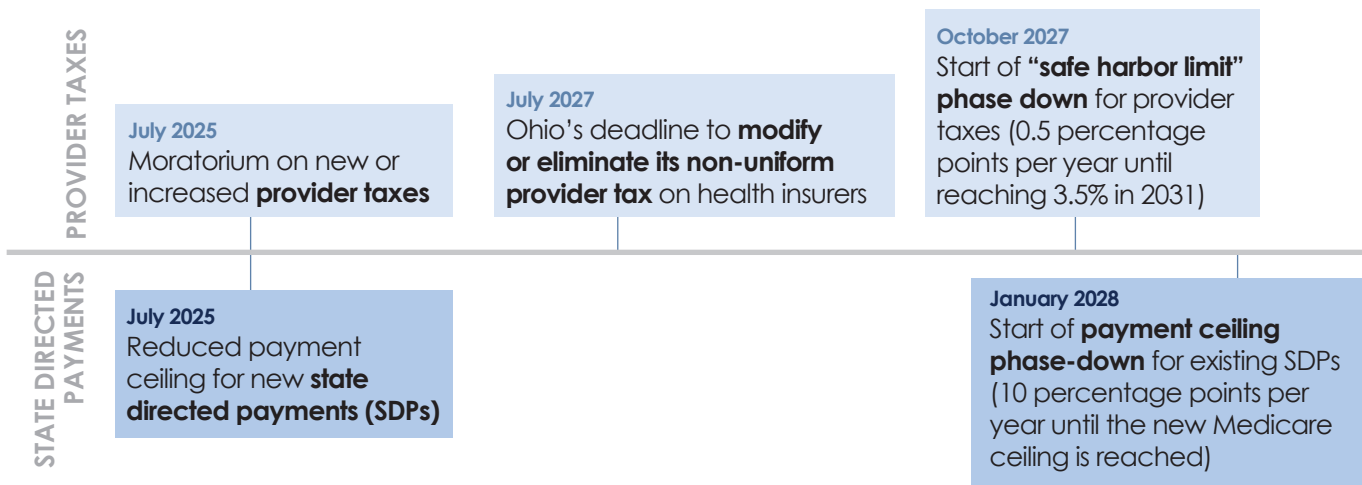 PROVIDER TAXES
July 2025
Moratorium on new or
increased provider taxes
July 2027
Ohio’s deadline to modify
or eliminate its non-uniform
provider tax on health insurers
October 2027
Start of “safe harbor limit”
phase down for provider
taxes (0.5 percentage
points per year until
reaching 3.5% in 2031)
STATE DIRECTED
PAYMENTS
July 2025
Reduced payment
ceiling for new state
directed payments (SDPs)
January 2028
Start of payment ceiling
phase-down for existing SDPs
(10 percentage points per
year until the new Medicare
ceiling is reached)